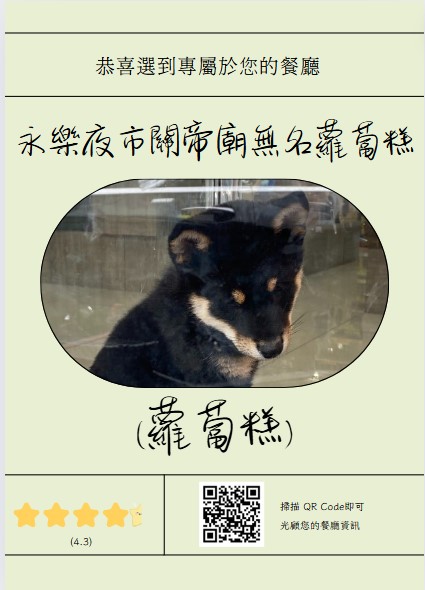 恭喜選到專屬於您的餐廳
永樂夜市關帝廟無名蘿蔔糕
(蘿蔔糕)
(4.3)
掃描 QR Code即可
光顧您的餐廳資訊